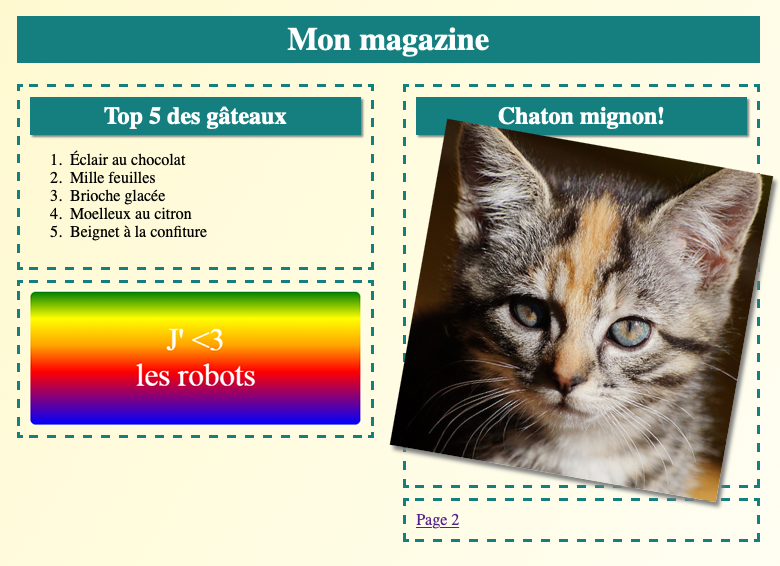 Mon magazine
Top 5 des gâteaux
1. Éclair au chocolat
2. Mille feuilles
3. Brioche glacée
4. Moelleux au citron
5. Beignet à la confiture
J' <3
les robots
Chaton mignon!
Page 2